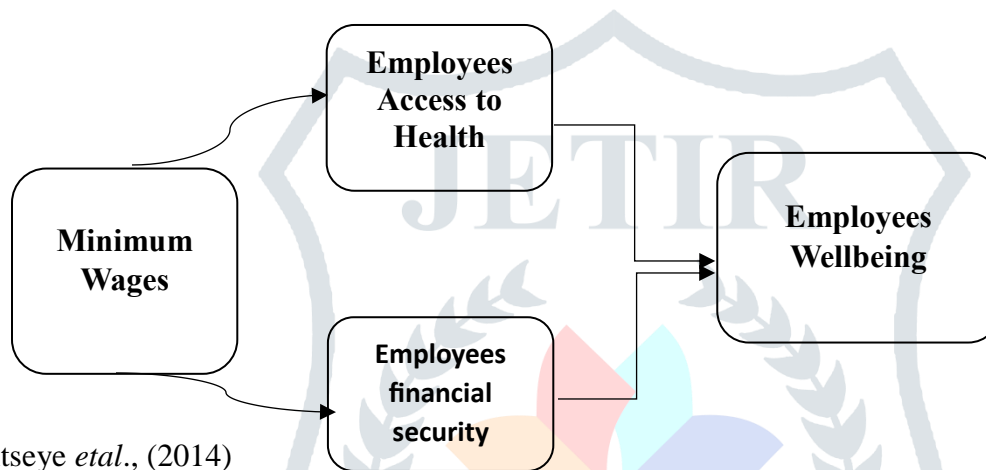 Employees
Access to
Health
JETIR
Minimum
Wages
Employees
Wellbeing
Employees
financial
security
tseye etal., (2014)